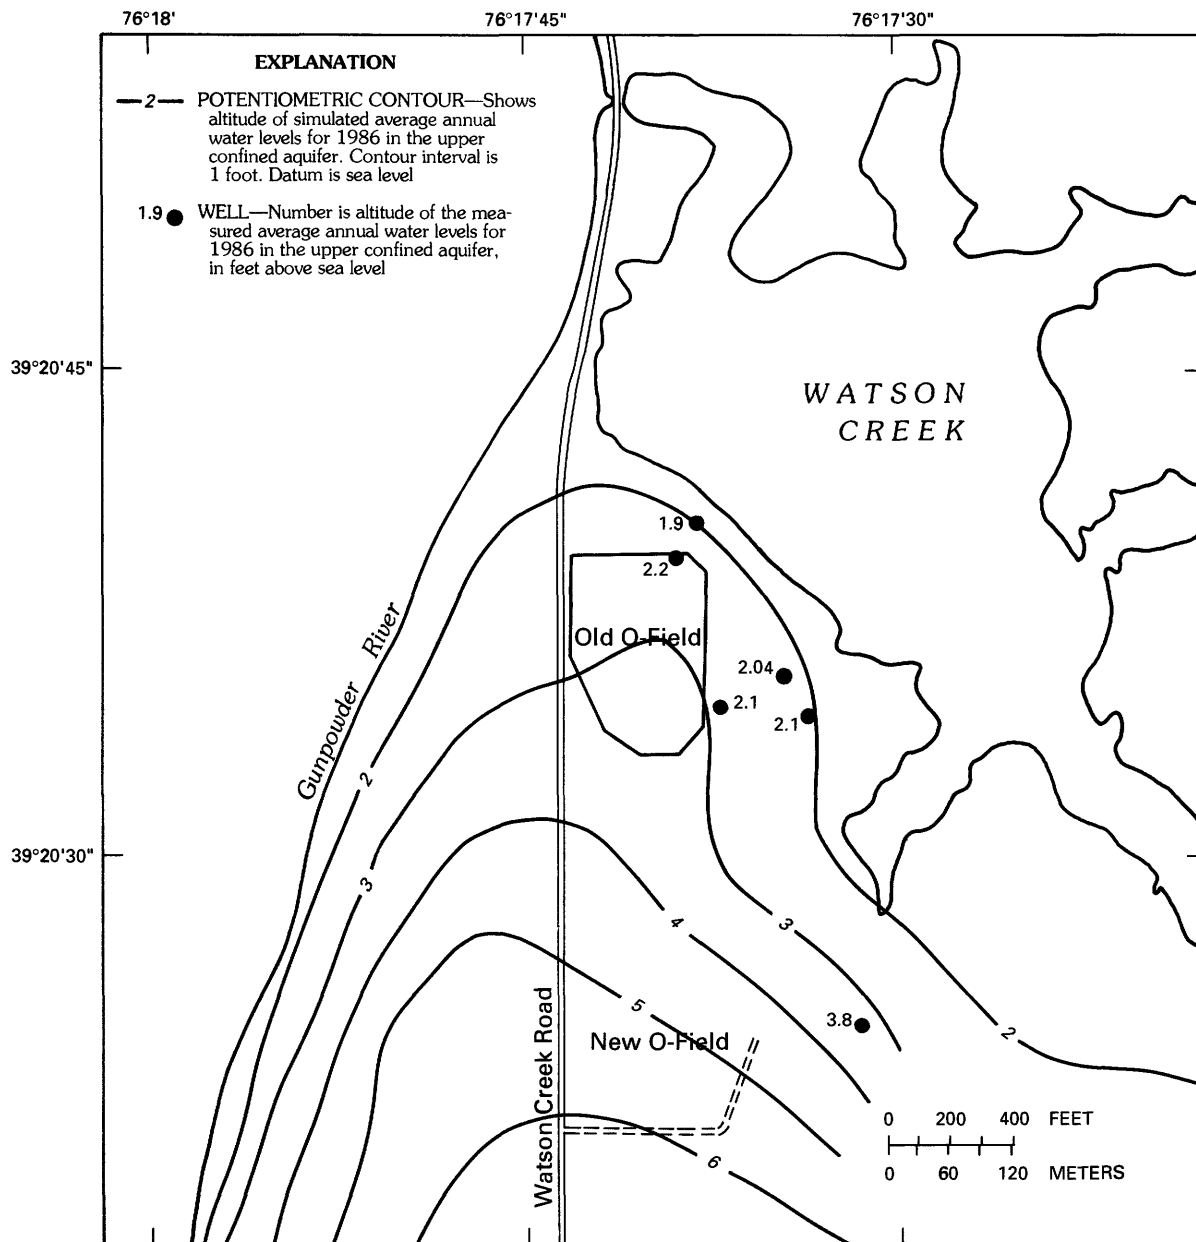 76°18' 76°17'45" 76°17'30"
EXPLANATION
—2— POTENTIOMETRIC CONTOUR—Shows
altitude of simulated average annual
water levels for 1986 in the upper
confined aquifer. Contour interval is
1 foot. Datum is sea level
1.9 WELL—Number is altitude of the mea-
sured average annual water levels for
1986 in the upper confined aquifer,
in feet above sea level
39°20'45"
WATSON
CREEK
1.9
2.2
Old O-Field
Gunpowder River
2.04
2.1
2.1
2
39°20'30"
3
4
3
5
3.8
2
New O-Field
Watson Creek Road
6
0 200 400 FEET
0 60 120 METERS